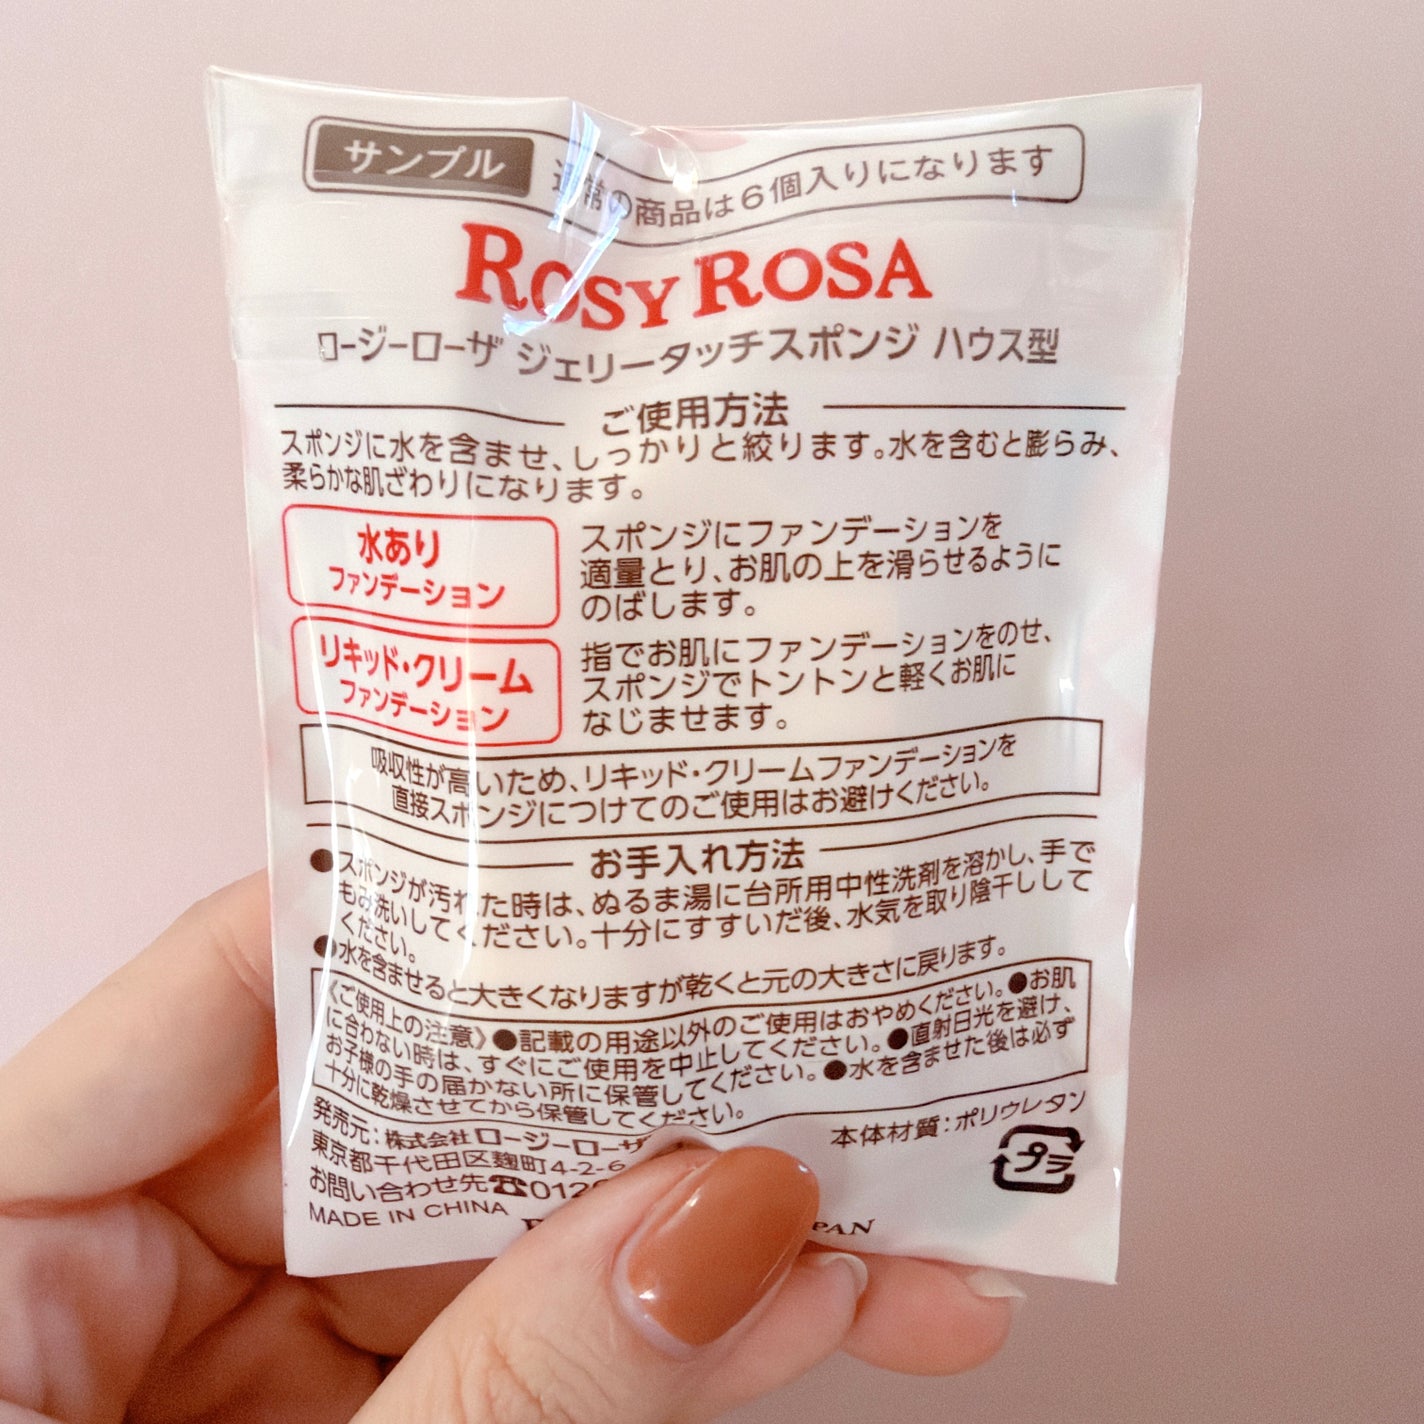 サンプル 通常の商品は6個入りになります
ROSY ROSA
ロージーローザ ジェリータッチスポンジ ハウス型
ご使用方法
スポンジに水を含ませ、しっかりと絞ります。水を含むと膨らみ、
柔らかな肌ざわりになります。
水あり
ファンデーション
スポンジにファンデーションを
適量とり、お肌の上を滑らせるように
のばします。
リキッド・クリーム
ファンデーション
指でお肌にファンデーションをのせ、
スポンジでトントンと軽くお肌に
なじませます。
吸収性が高いため、リキッド・クリームファンデーションを
直接スポンジにつけてのご使用はお避けください。
お手入れ方法
●スポンジが汚れた時は、ぬるま湯に台所用中性洗剤を溶かし、手で
もみ洗いしてください。十分にすすいだ後、水気を取り陰干しして
ください。
●水を含ませると大きくなりますが乾くと元の大きさに戻ります。
《ご使用上の注意》●記載の用途以外のご使用はおやめください。●お肌
に合わない時は、すぐにご使用を中止してください。●直射日光を避け、
お子様の手の届かない所に保管してください。●水を含ませた後は必ず
十分に乾燥させてから保管してください。
発売元：株式会社ロージーローザ
本体材質：ポリウレタン
東京都千代田区麹町4-2-6
プラ
お問い合わせ先☎0120
MADE IN CHINA